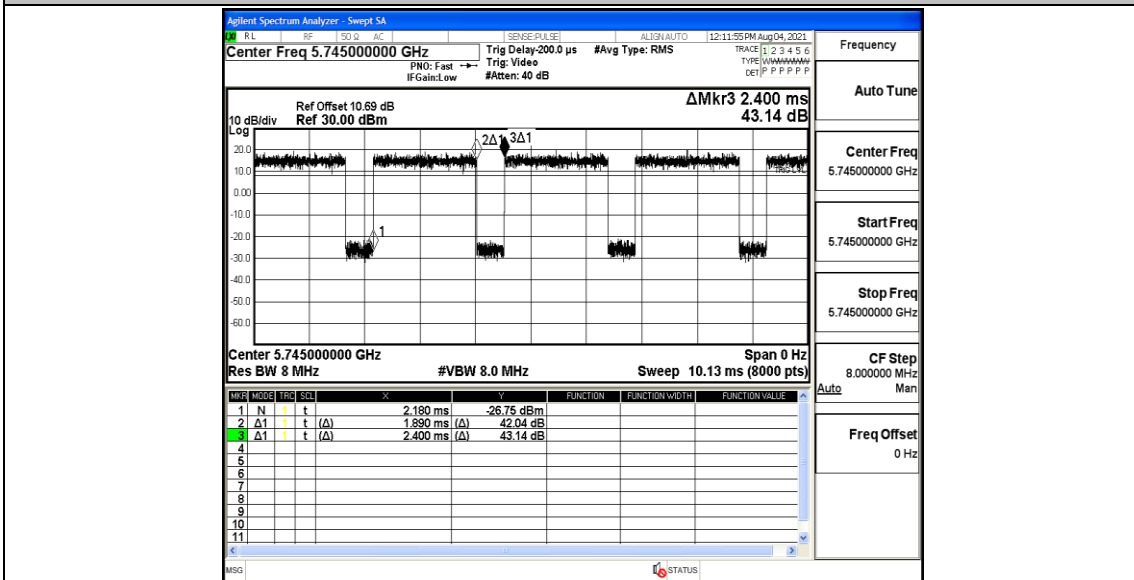 Agilent Spectrum Analyzer - Swept SA
LXI RL RF 50 Ω AC SENSE:PULSE ALIGN AUTO 12:11:55 PM Aug 04, 2021
Center Freq 5.745000000 GHz
Trig Delay-200.0 µs #Avg Type: RMS TRACE 1 2 3 4 5 6
PNO: Fast Trig: Video TYPE WWWWWW
IFGain:Low #Atten: 40 dB DET P P P P P P
ΔMkr3 2.400 ms
43.14 dB
Ref Offset 10.69 dB
10 dB/div Ref 30.00 dBm
Log
20.0
10.0
0.00
-10.0
-20.0
-30.0
-40.0
-50.0
-60.0
2Δ1 3Δ1
TRIG LVL
1
Center 5.745000000 GHz Span 0 Hz
Res BW 8 MHz #VBW 8.0 MHz Sweep 10.13 ms (8000 pts)
MKR MODE TRC SCL X Y FUNCTION FUNCTION WIDTH FUNCTION VALUE
1 N 1 t 2.180 ms -26.75 dBm
2 Δ1 1 t (Δ) 1.890 ms (Δ) 42.04 dB
3 Δ1 1 t (Δ) 2.400 ms (Δ) 43.14 dB
4
5
6
7
8
9
10
11
MSG STATUS
Frequency
Auto Tune
Center Freq
5.745000000 GHz
Start Freq
5.745000000 GHz
Stop Freq
5.745000000 GHz
CF Step
8.000000 MHz
Auto Man
Freq Offset
0 Hz